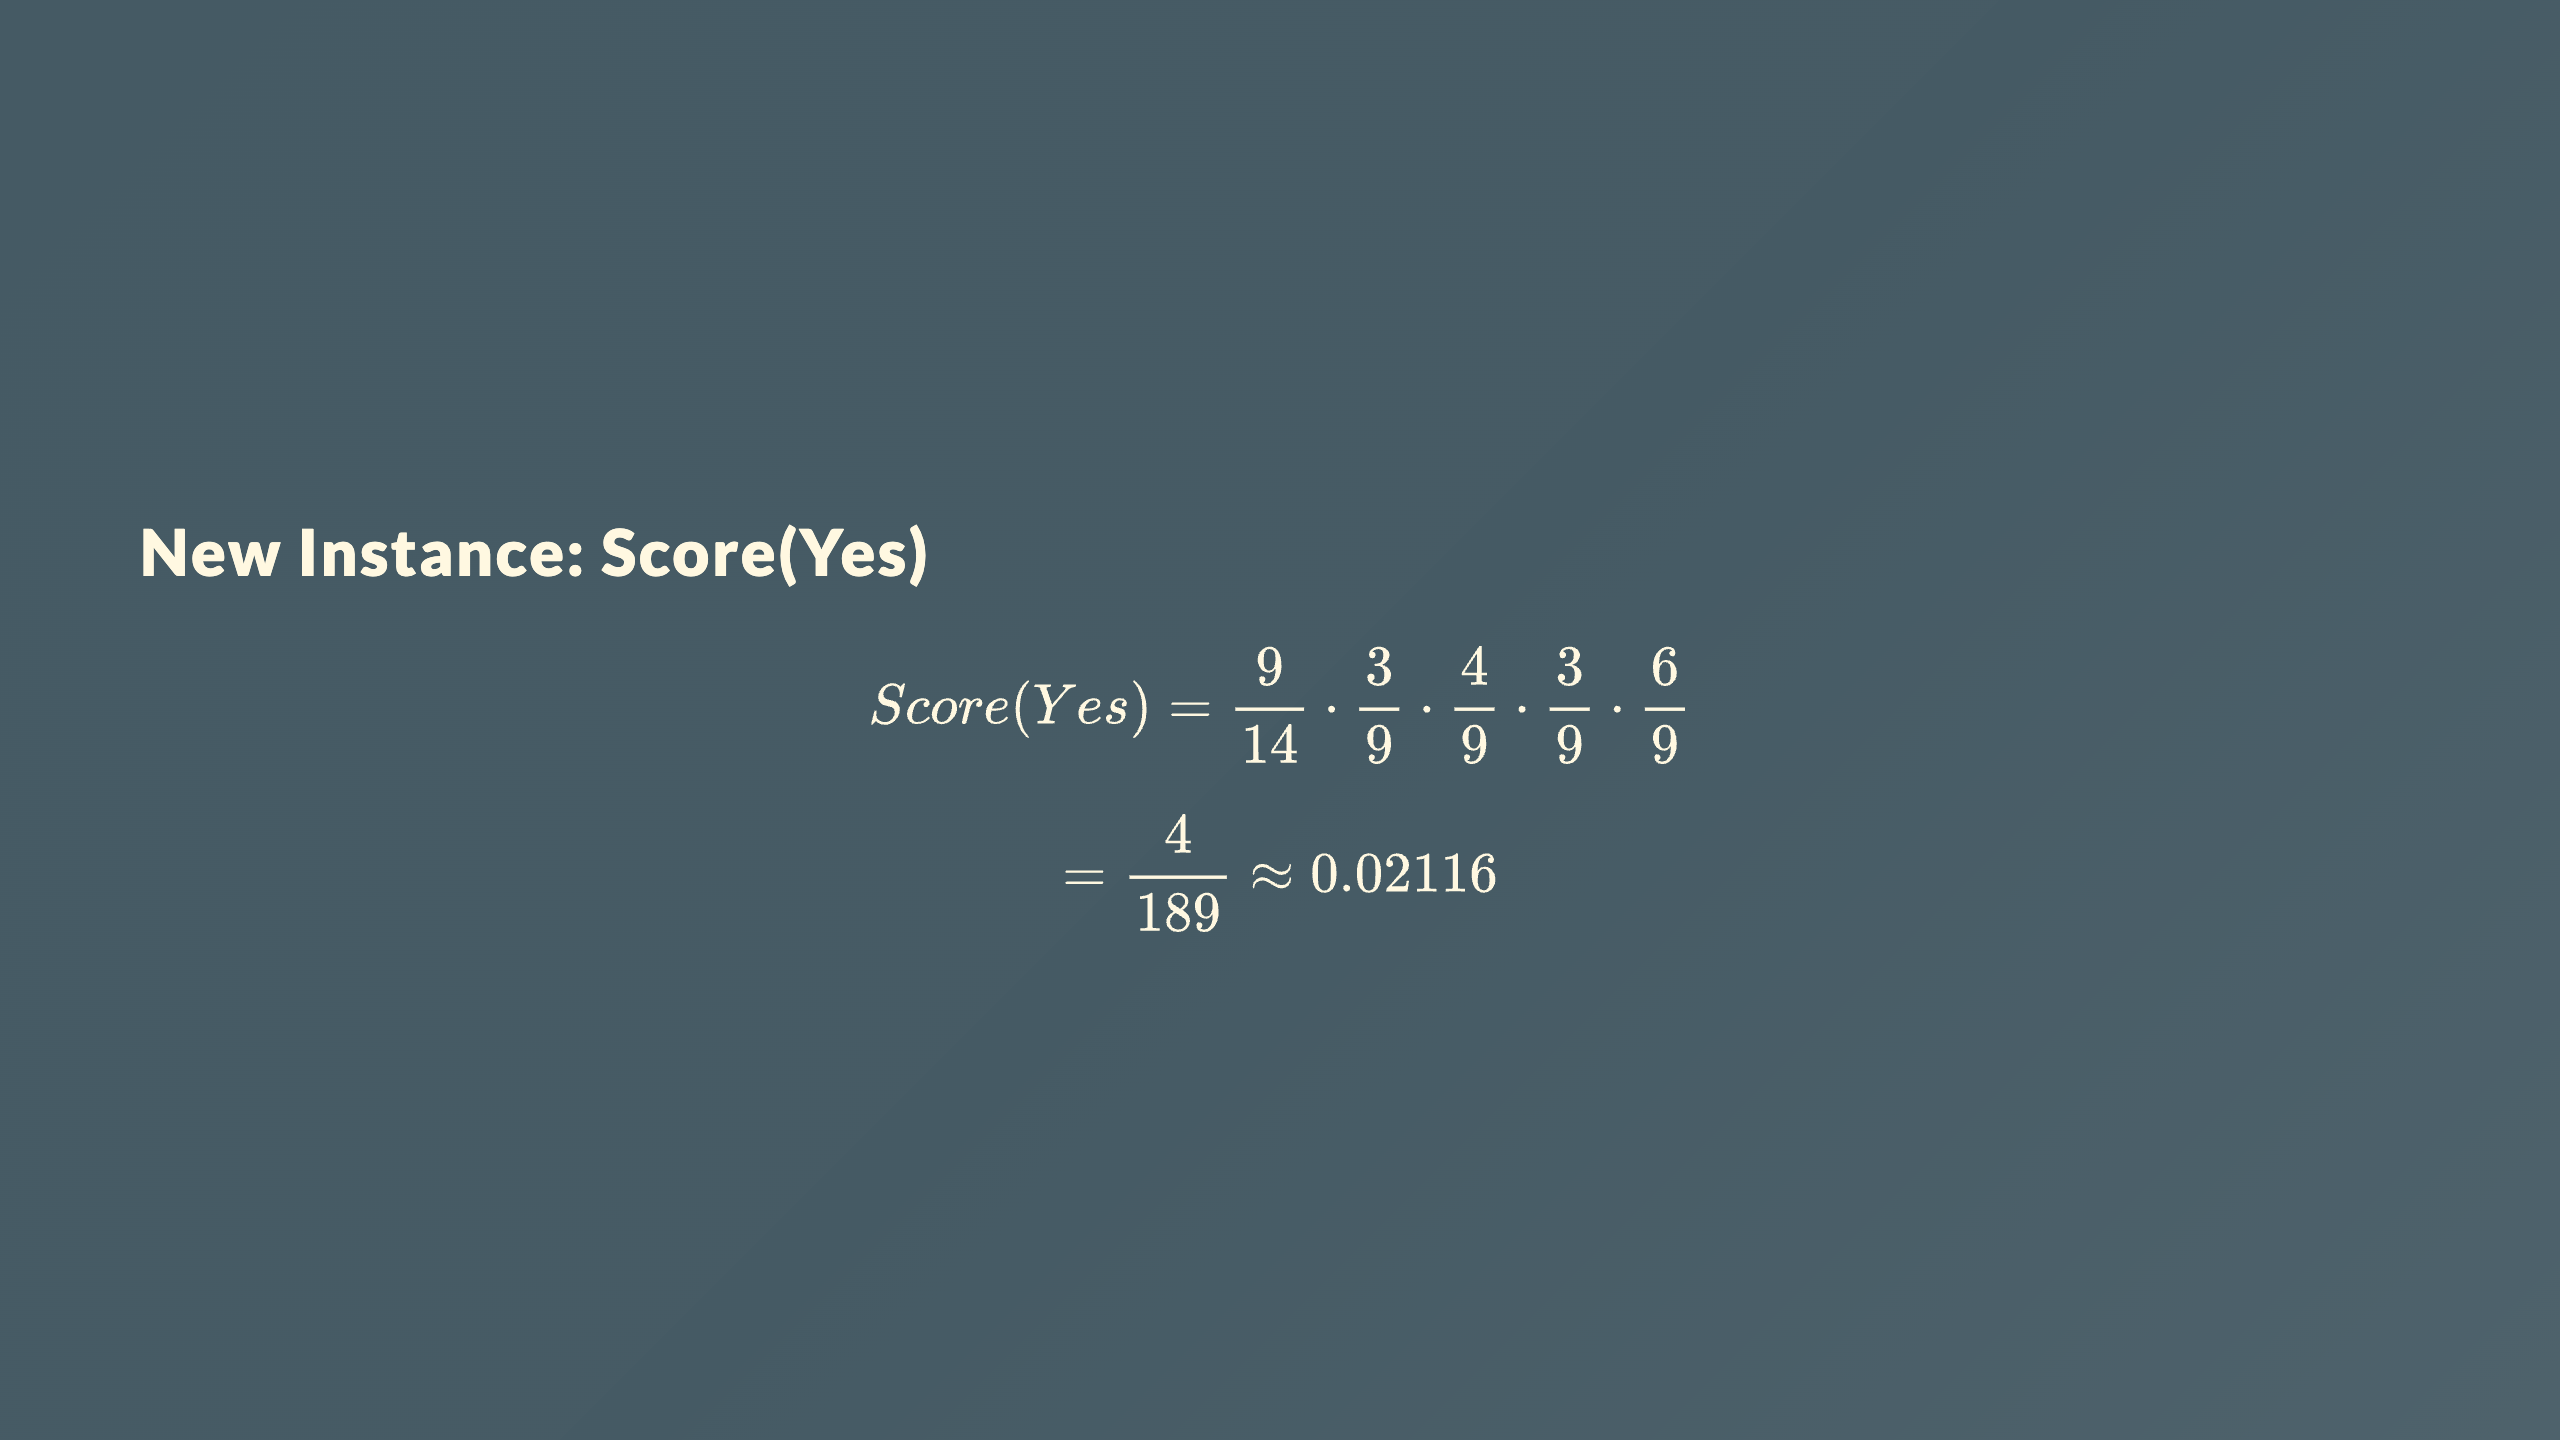 New Instance: Score(Yes)
Score(Yes) = 9/14 · 3/9 · 4/9 · 3/9 · 6/9
= 4/189 ≈ 0.02116